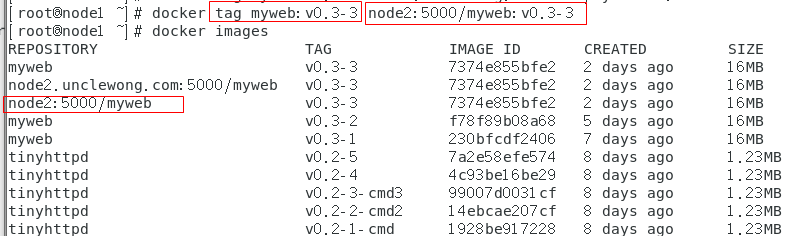 [root@node1 ~]# docker tag myweb:v0.3-3 node2:5000/myweb:v0.3-3
[root@node1 ~]# docker images
REPOSITORY TAG IMAGE ID CREATED SIZE
myweb v0.3-3 7374e855bfe2 2 days ago 16MB
node2.unclewong.com:5000/myweb v0.3-3 7374e855bfe2 2 days ago 16MB
node2:5000/myweb v0.3-3 7374e855bfe2 2 days ago 16MB
myweb v0.3-2 f78f89b08a68 5 days ago 16MB
myweb v0.3-1 230bfcdf2406 7 days ago 16MB
tinyhttpd v0.2-5 7a2e58efe574 8 days ago 1.23MB
tinyhttpd v0.2-4 4c93be16be29 8 days ago 1.23MB
tinyhttpd v0.2-3-cmd3 99007d0031cf 8 days ago 1.23MB
tinyhttpd v0.2-2-cmd2 14ebcae207cf 8 days ago 1.23MB
tinyhttpd v0.2-1-cmd 1928be917228 8 days ago 1.23MB